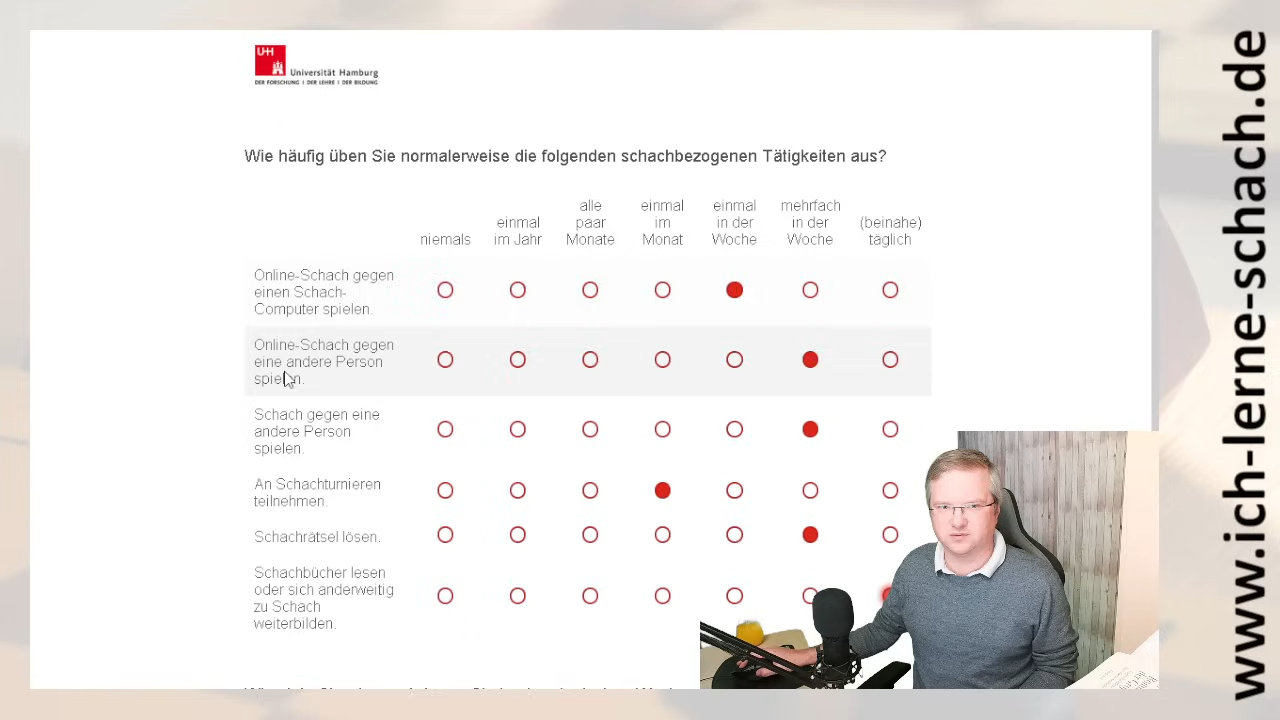 UH
Universität Hamburg
DER FORSCHUNG | DER LEHRE | DER BILDUNG
Wie häufig üben Sie normalerweise die folgenden schachbezogenen Tätigkeiten aus?
niemals
einmal
im Jahr
alle
paar
Monate
einmal
im
Monat
einmal
in der
Woche
mehrfach
in der
Woche
(beinahe)
täglich
Online-Schach gegen
einen Schach-
Computer spielen.
Online-Schach gegen
eine andere Person
spielen.
Schach gegen eine
andere Person
spielen.
An Schachturnieren
teilnehmen.
Schachrätsel lösen.
Schachbücher lesen
oder sich anderweitig
zu Schach
weiterbilden.
www.ich-lerne-schach.de